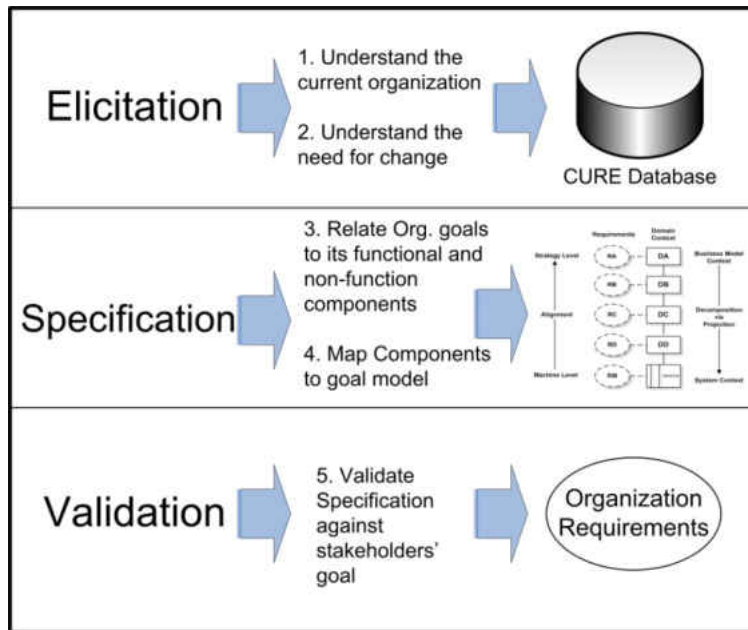 Elicitation
1. Understand the
current organization
2. Understand the
need for change
CURE Database
Specification
3. Relate Org. goals
to its functional and
non-function
components
4. Map Components
to goal model
Requirements
Domain
Context
Strategy Level
RA
DA
Business Model
Context
RB
DB
Alignment
RC
DC
Decomposition
via
Projection
RD
DD
Machine Level
RM
System Context
Validation
5. Validate
Specification
against
stakeholders'
goal
Organization
Requirements